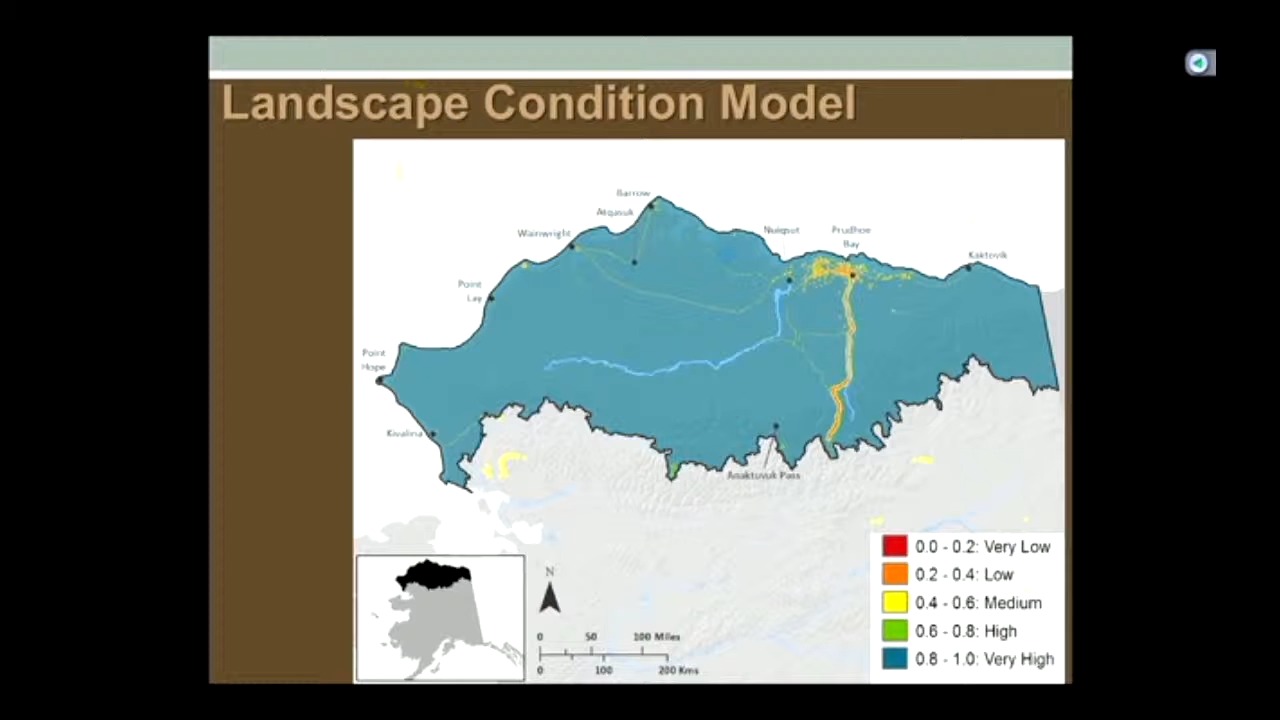 Landscape Condition Model
Barrow
Atqasuk
Wainwright
Nuiqsut
Prudhoe
Bay
Kaktovik
Point
Lay
Point
Hope
Kivalina
Anaktuvuk Pass
0.0 - 0.2: Very Low
0.2 - 0.4: Low
0.4 - 0.6: Medium
0.6 - 0.8: High
0.8 - 1.0: Very High
N
0 50 100 Miles
0 100 200 Kms